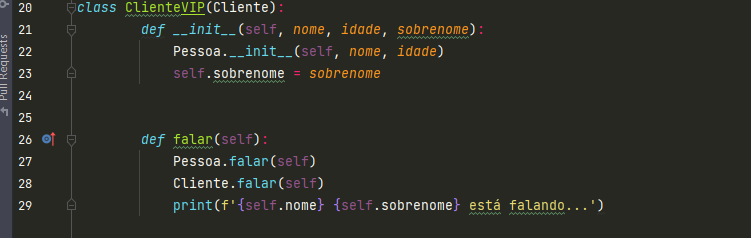 Pull Requests
20 class ClienteVIP(Cliente):
21 def __init__(self, nome, idade, sobrenome):
22 Pessoa.__init__(self, nome, idade)
23 self.sobrenome = sobrenome
24
25
26 def falar(self):
27 Pessoa.falar(self)
28 Cliente.falar(self)
29 print(f'{self.nome} {self.sobrenome} está falando...')